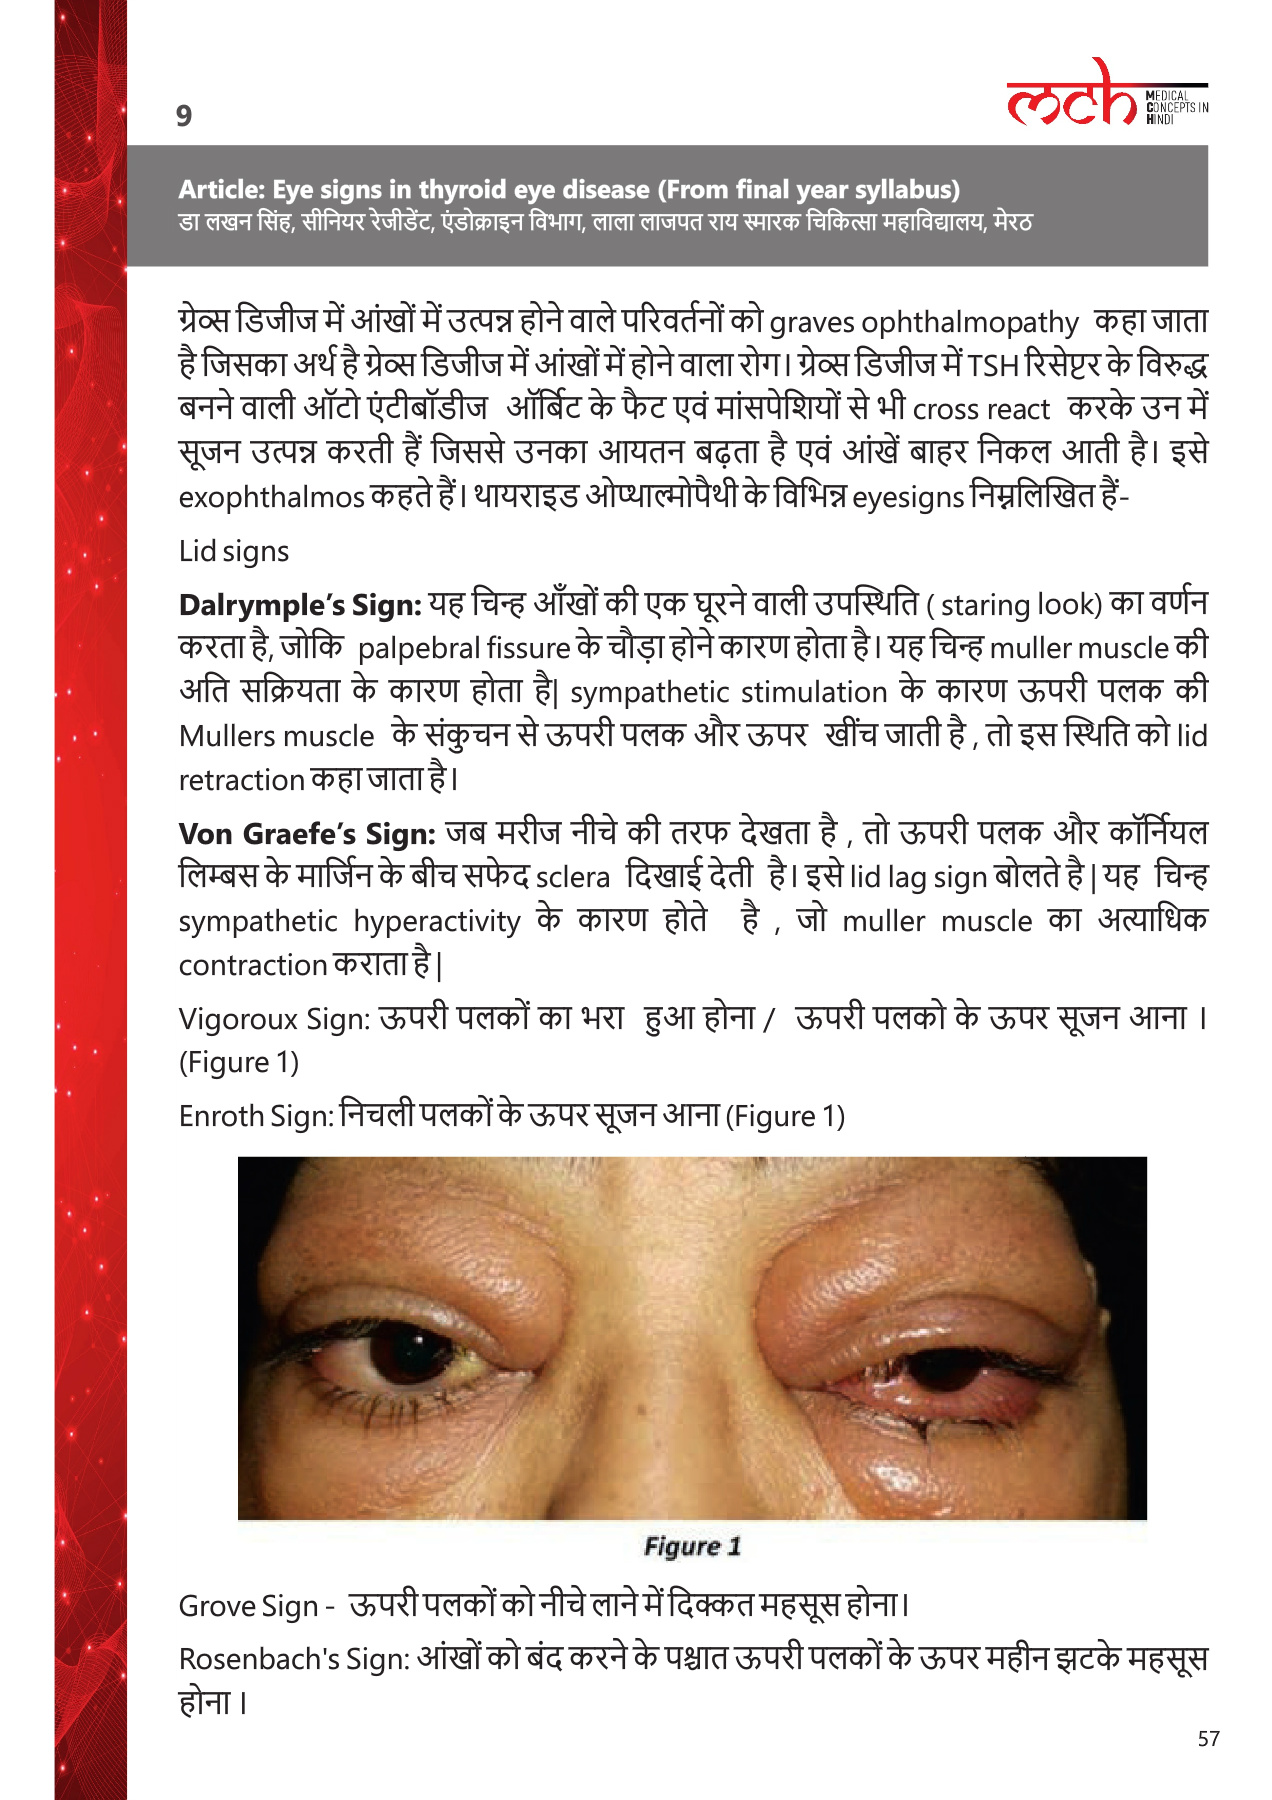 9
mch
MEDICAL
CONCEPTS IN
HINDI
Article: Eye signs in thyroid eye disease (From final year syllabus)
डा लखन सिंह, सीनियर रेजीडेंट, एंडोक्राइन विभाग, लाला लाजपत राय स्मारक चिकित्सा महाविद्यालय, मेरठ
ग्रेव्स डिजीज में आंखों में उत्पन्न होने वाले परिवर्तनों को graves ophthalmopathy कहा जाता
है जिसका अर्थ है ग्रेव्स डिजीज में आंखों में होने वाला रोग। ग्रेव्स डिजीज में TSH रिसेप्टर के विरुद्ध
बनने वाली ऑटो एंटीबॉडीज ऑर्बिट के फैट एवं मांसपेशियों से भी cross react करके उन में
सूजन उत्पन्न करती हैं जिससे उनका आयतन बढ़ता है एवं आंखें बाहर निकल आती है। इसे
exophthalmos कहते हैं। थायराइड ओप्थाल्मोपैथी के विभिन्न eyesigns निम्नलिखित हैं-
Lid signs
Dalrymple’s Sign: यह चिन्ह आँखों की एक घूरने वाली उपस्थिति ( staring look) का वर्णन
करता है, जोकि palpebral fissure के चौड़ा होने कारण होता है। यह चिन्ह muller muscle की
अति सक्रियता के कारण होता है| sympathetic stimulation के कारण ऊपरी पलक की
Mullers muscle के संकुचन से ऊपरी पलक और ऊपर खींच जाती है , तो इस स्थिति को lid
retraction कहा जाता है।
Von Graefe’s Sign: जब मरीज नीचे की तरफ देखता है , तो ऊपरी पलक और कॉर्नियल
लिम्बस के मार्जिन के बीच सफेद sclera दिखाई देती है। इसे lid lag sign बोलते है | यह चिन्ह
sympathetic hyperactivity के कारण होते है , जो muller muscle का अत्याधिक
contraction कराता है |
Vigoroux Sign: ऊपरी पलकों का भरा हुआ होना / ऊपरी पलको के ऊपर सूजन आना ।
(Figure 1)
Enroth Sign: निचली पलकों के ऊपर सूजन आना (Figure 1)
Figure 1
Grove Sign - ऊपरी पलकों को नीचे लाने में दिक्कत महसूस होना।
Rosenbach's Sign: आंखों को बंद करने के पश्चात ऊपरी पलकों के ऊपर महीन झटके महसूस
होना ।
57